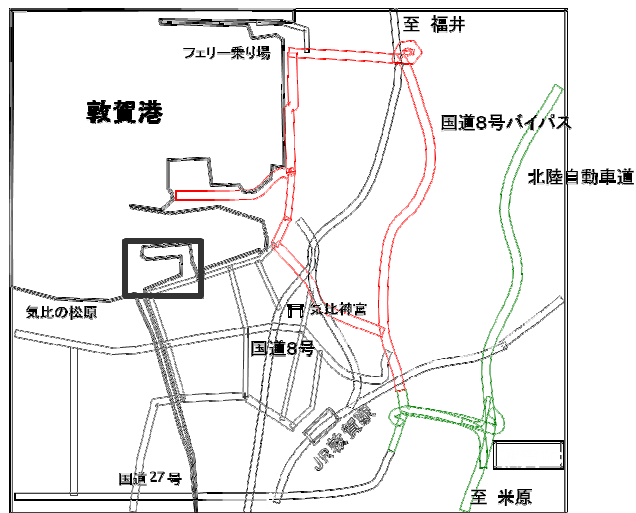 至 福井
フェリー乗り場
敦賀港
国道8号バイパス
北陸自動車道
気比の松原
気比神宮
国道8号
JR敦賀駅
国道27号
至 米原